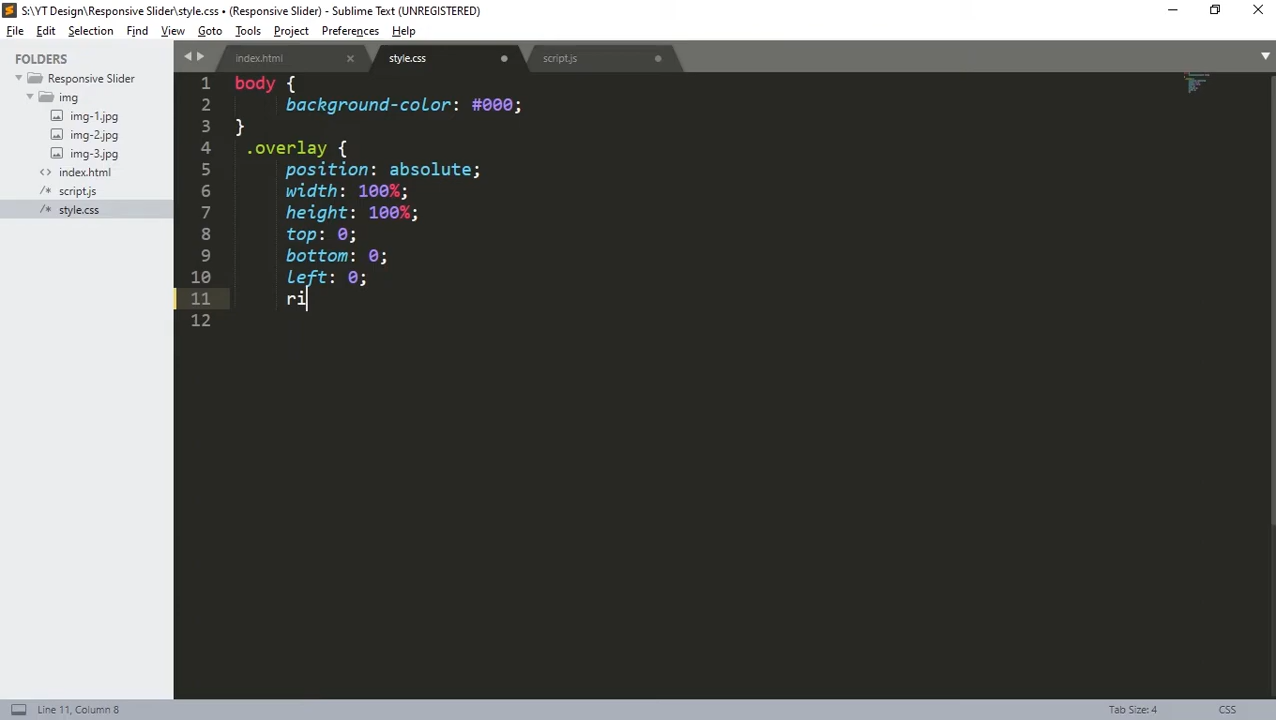 S:\YT Design\Responsive Slider\style.css • (Responsive Slider) - Sublime Text (UNREGISTERED)
File Edit Selection Find View Goto Tools Project Preferences Help
FOLDERS
Responsive Slider
img
img-1.jpg
img-2.jpg
img-3.jpg
<> index.html
/* script.js
/* style.css
index.html × style.css • script.js •
1 body {
2 background-color: #000;
3 }
4 .overlay {
5 position: absolute;
6 width: 100%;
7 height: 100%;
8 top: 0;
9 bottom: 0;
10 left: 0;
11 ri
12
Line 11, Column 8 Tab Size: 4 CSS